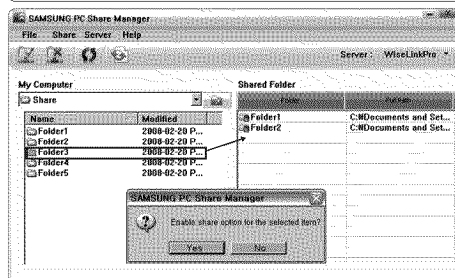 SAMSUNG PC Share Manager
File Share Server Help
Server : WiseLinkPro
My Computer
Shared Folder
Share
Folder
Full Path
Name Modified
Folder1 2008-02-20 P...
Folder2 2008-02-20 P...
Folder3 2008-02-20 P...
Folder4 2008-02-20 P...
Folder5 2008-02-20 P...
Folder1 C:\Documents and Set...
Folder2 C:\Documents and Set...
SAMSUNG PC Share Manager
Enable share option for the selected item?
Yes No